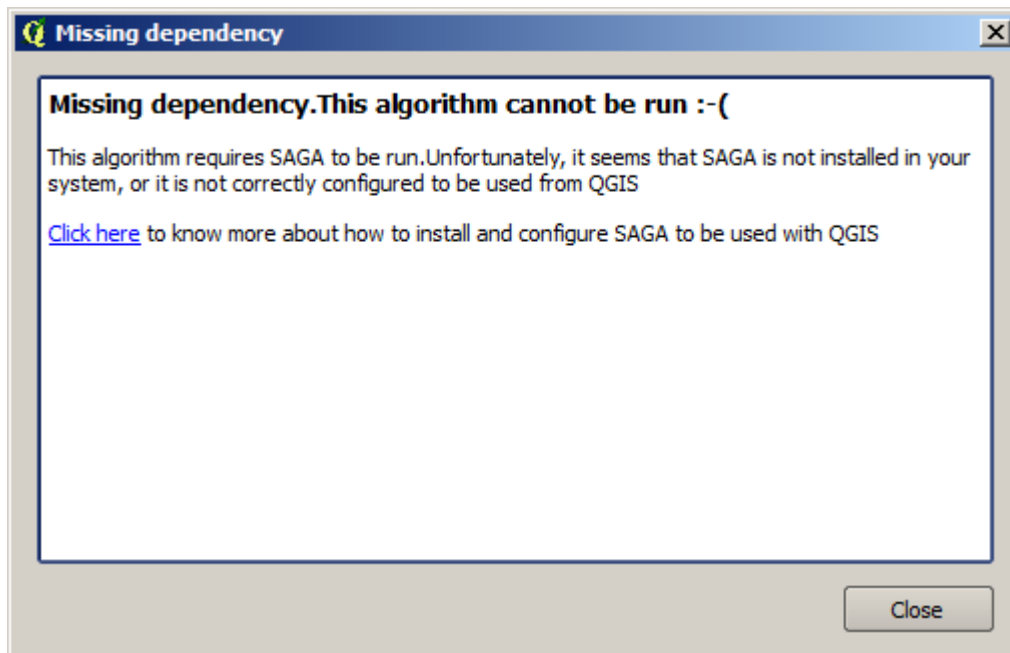 Missing dependency
Missing dependency.This algorithm cannot be run :-(
This algorithm requires SAGA to be run.Unfortunately, it seems that SAGA is not installed in your
system, or it is not correctly configured to be used from QGIS
Click here to know more about how to install and configure SAGA to be used with QGIS
Close